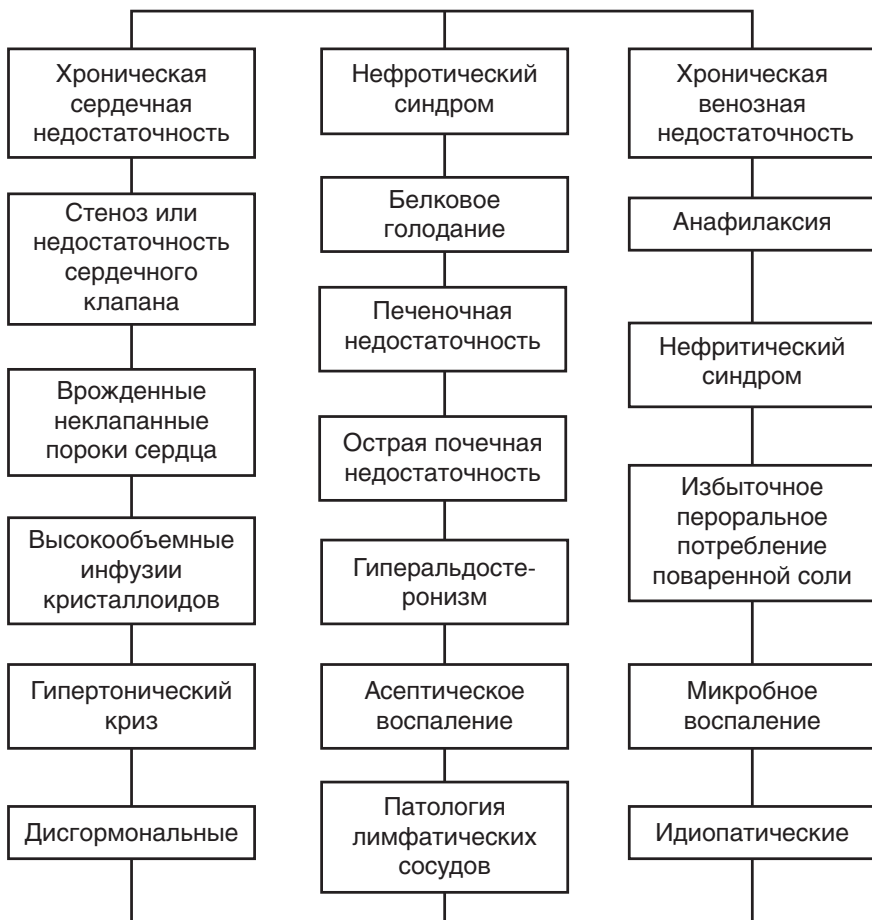 Хроническая
сердечная
недостаточность
Стеноз или
недостаточность
сердечного
клапана
Врожденные
неклапанные
пороки сердца
Высокообъемные
инфузии
кристаллоидов
Гипертонический
криз
Дисгормональные
Нефротический
синдром
Белковое
голодание
Печеночная
недостаточность
Острая почечная
недостаточность
Гиперальдосте-
ронизм
Асептическое
воспаление
Патология
лимфатических
сосудов
Хроническая
венозная
недостаточность
Анафилаксия
Нефритический
синдром
Избыточное
пероральное
потребление
поваренной соли
Микробное
воспаление
Идиопатические